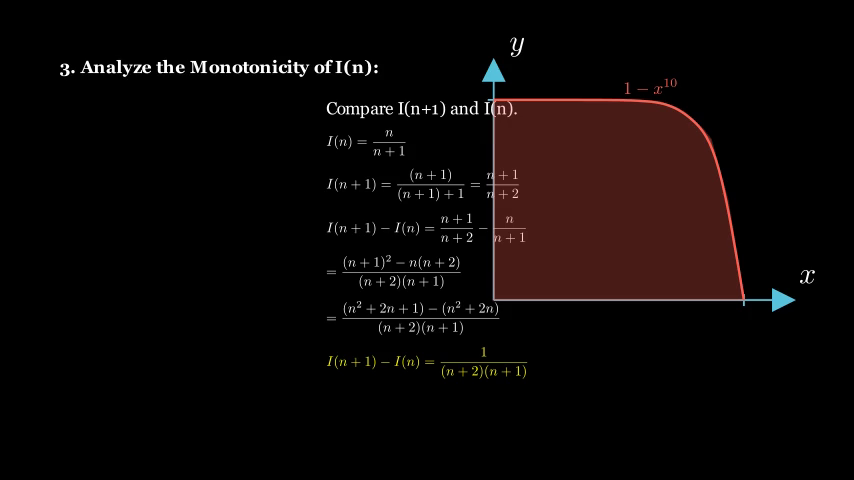 3. Analyze the Monotonicity of I(n):
y
1 − x^{10}
Compare I(n+1) and I(n).
I(n) = \frac{n}{n+1}
I(n+1) = \frac{(n+1)}{(n+1)+1} = \frac{n+1}{n+2}
I(n+1) − I(n) = \frac{n+1}{n+2} − \frac{n}{n+1}
= \frac{(n+1)^2 − n(n+2)}{(n+2)(n+1)}
x
= \frac{(n^2+2n+1) − (n^2+2n)}{(n+2)(n+1)}
I(n+1) − I(n) = \frac{1}{(n+2)(n+1)}